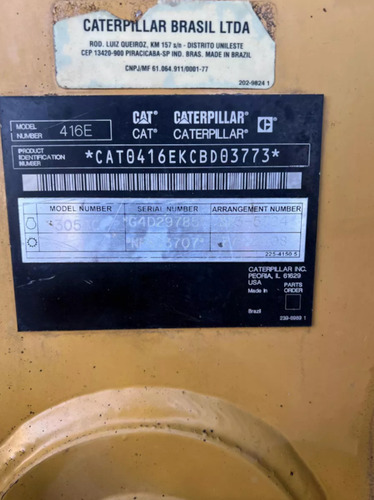 CATERPILLAR BRASIL LTDA
ROD. LUIZ QUEIROZ, KM 157 s/n - DISTRITO UNILESTE
CEP 13420-900 PIRACICABA-SP IND. BRAS. MADE IN BRAZIL
CNPJ/MF 61.064.911/0001-77
202-9824 1
MODEL NUMBER 416E
CAT CATERPILLAR
CAT® CATERPILLAR®
PRODUCT IDENTIFICATION NUMBER *CAT0416EKCBD03773*
MODEL NUMBER SERIAL NUMBER ARRANGEMENT NUMBER
305 *G4D29785
3707*
225-4150 5
CATERPILLAR INC.
PEORIA, IL 61629
USA
PARTS ORDER
Made in
Brazil